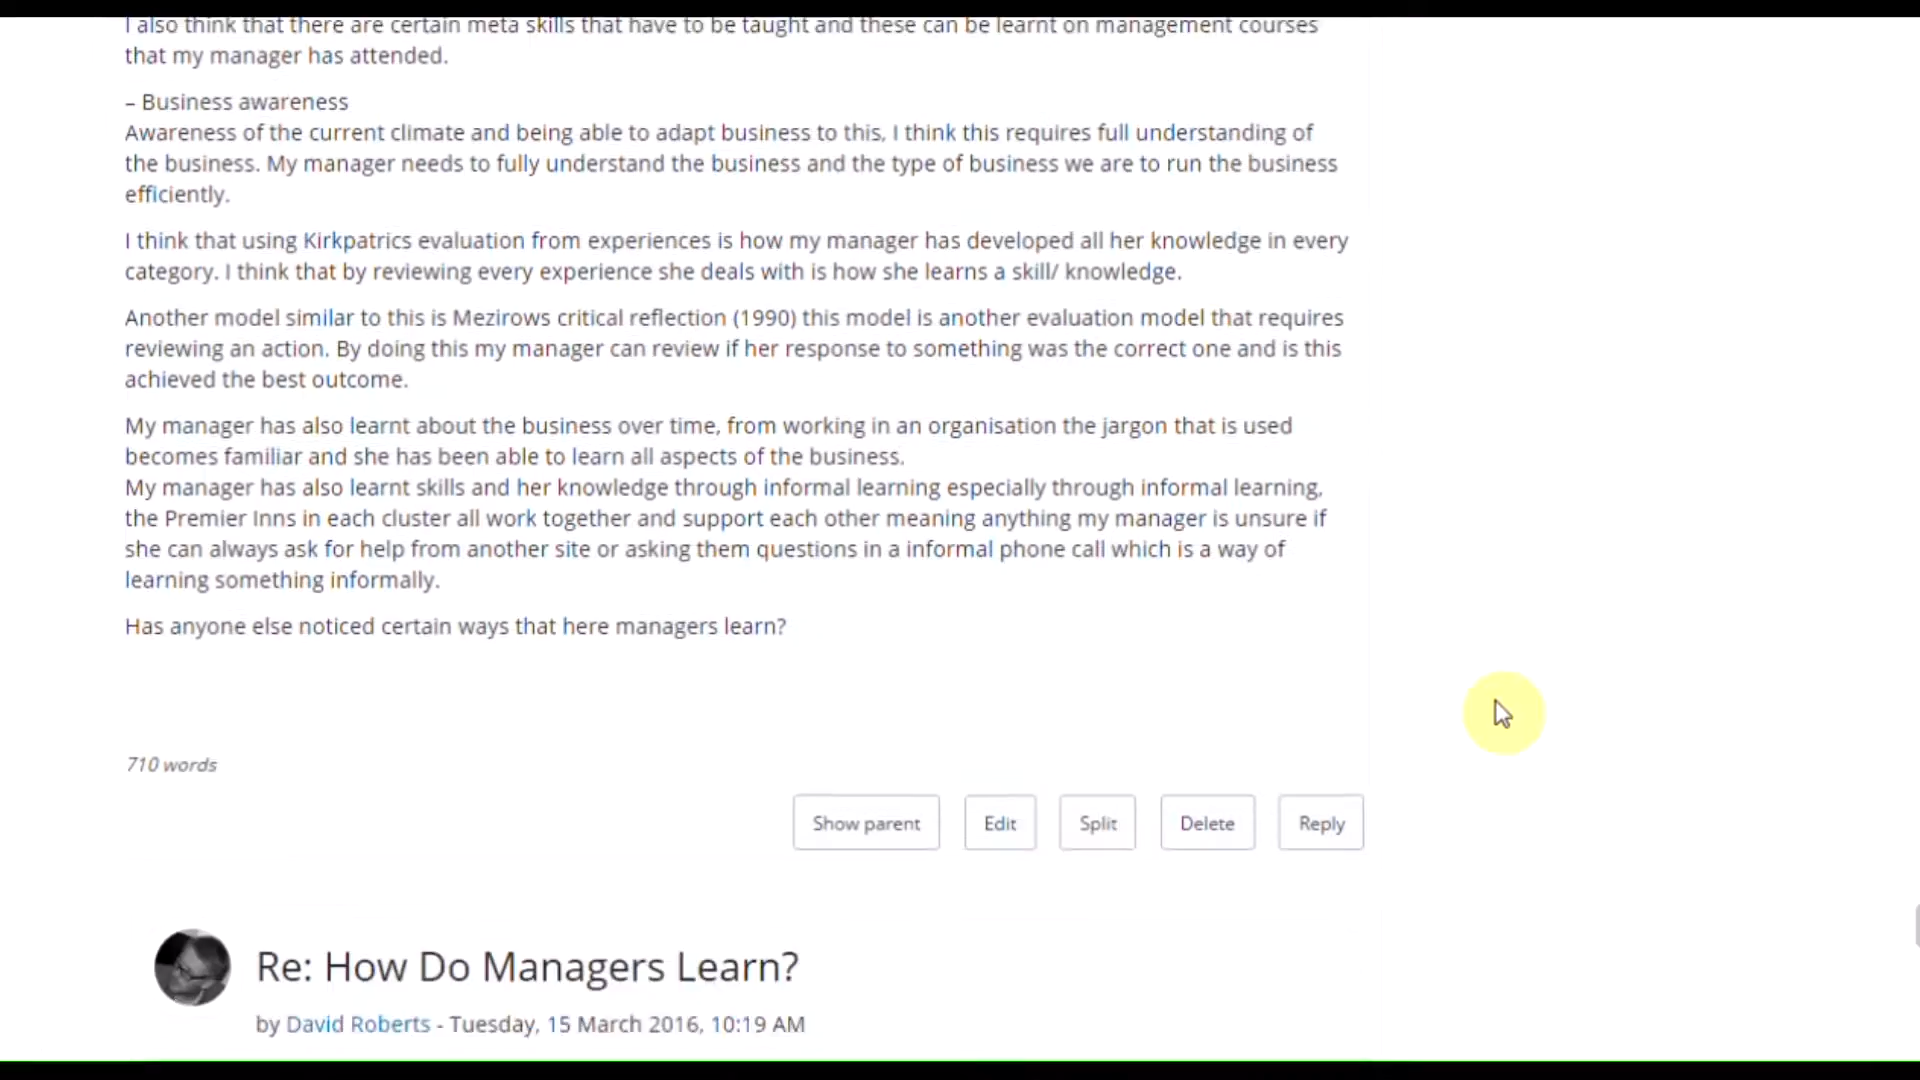 I also think that there are certain meta skills that have to be taught and these can be learnt on management courses
that my manager has attended.
– Business awareness
Awareness of the current climate and being able to adapt business to this, I think this requires full understanding of
the business. My manager needs to fully understand the business and the type of business we are to run the business
efficiently.
I think that using Kirkpatrics evaluation from experiences is how my manager has developed all her knowledge in every
category. I think that by reviewing every experience she deals with is how she learns a skill/ knowledge.
Another model similar to this is Mezirows critical reflection (1990) this model is another evaluation model that requires
reviewing an action. By doing this my manager can review if her response to something was the correct one and is this
achieved the best outcome.
My manager has also learnt about the business over time, from working in an organisation the jargon that is used
becomes familiar and she has been able to learn all aspects of the business.
My manager has also learnt skills and her knowledge through informal learning especially through informal learning,
the Premier Inns in each cluster all work together and support each other meaning anything my manager is unsure if
she can always ask for help from another site or asking them questions in a informal phone call which is a way of
learning something informally.
Has anyone else noticed certain ways that here managers learn?
710 words
Show parent Edit Split Delete Reply
Re: How Do Managers Learn?
by David Roberts - Tuesday, 15 March 2016, 10:19 AM